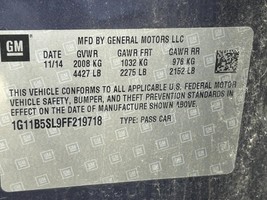 GM
MFD BY GENERAL MOTORS LLC
DATE GVWR GAWR FRT GAWR RR
11/14 2008 KG 1032 KG 976 KG
4427 LB 2275 LB 2152 LB
THIS VEHICLE CONFORMS TO ALL APPLICABLE U.S. FEDERAL MOTOR
VEHICLE SAFETY, BUMPER, AND THEFT PREVENTION STANDARDS IN
EFFECT ON THE DATE OF MANUFACTURE SHOWN ABOVE.
1G11B5SL9FF219718 TYPE: PASS CAR